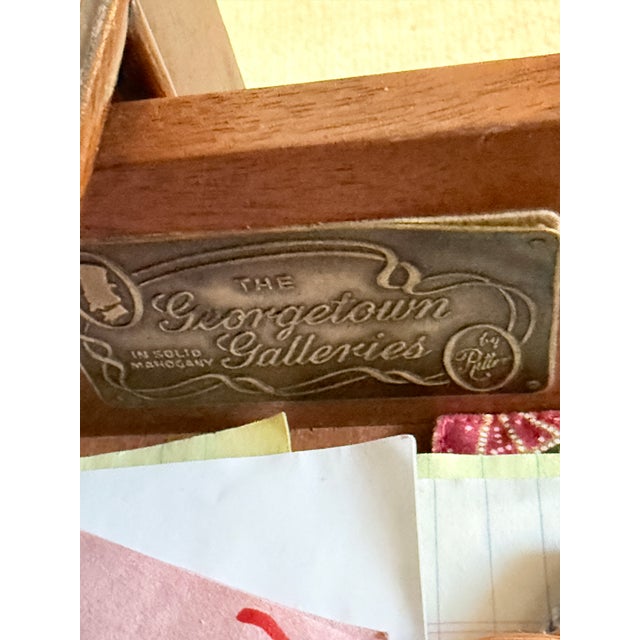 THE
Georgetown
Galleries
IN SOLID
MAHOGANY
by
Ritter